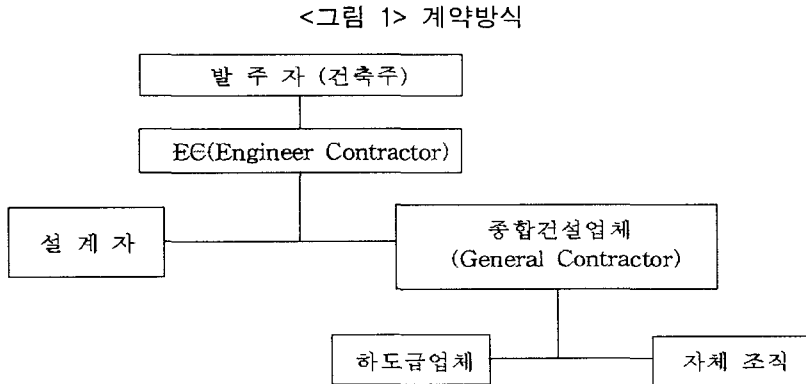 <그림 1> 계약방식
발 주 자 (건축주)
EC(Engineer Contractor)
설 계 자
종합건설업체
(General Contractor)
하도급업체
자체 조직